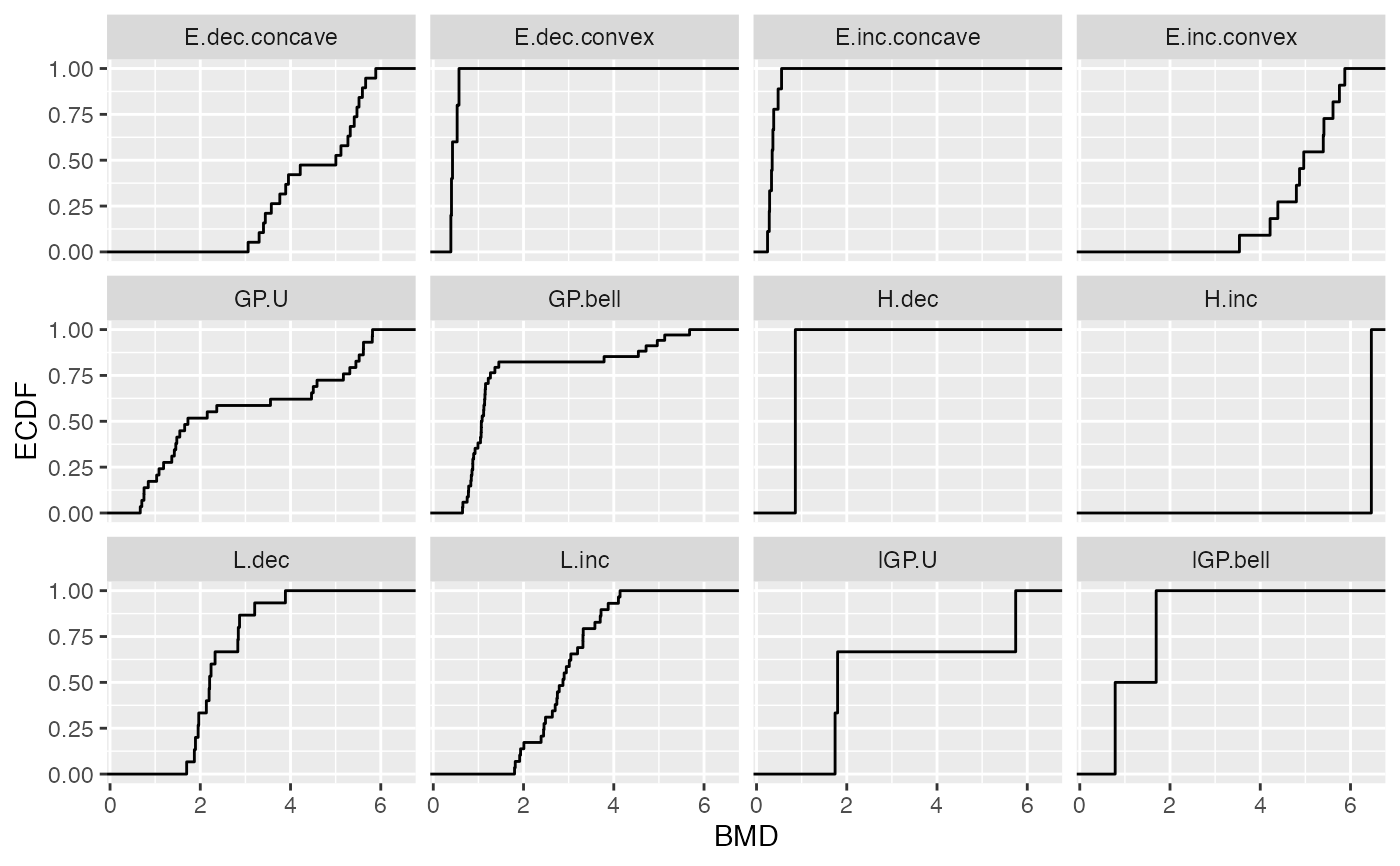 E.dec.concave E.dec.convex E.inc.concave E.inc.convex
1.00
0.75
0.50
0.25
0.00
GP.U GP.bell H.dec H.inc
1.00
0.75
0.50
0.25
0.00
ECDF
L.dec L.inc lGP.U lGP.bell
1.00
0.75
0.50
0.25
0.00
0 2 4 6 0 2 4 6 0 2 4 6 0 2 4 6
BMD